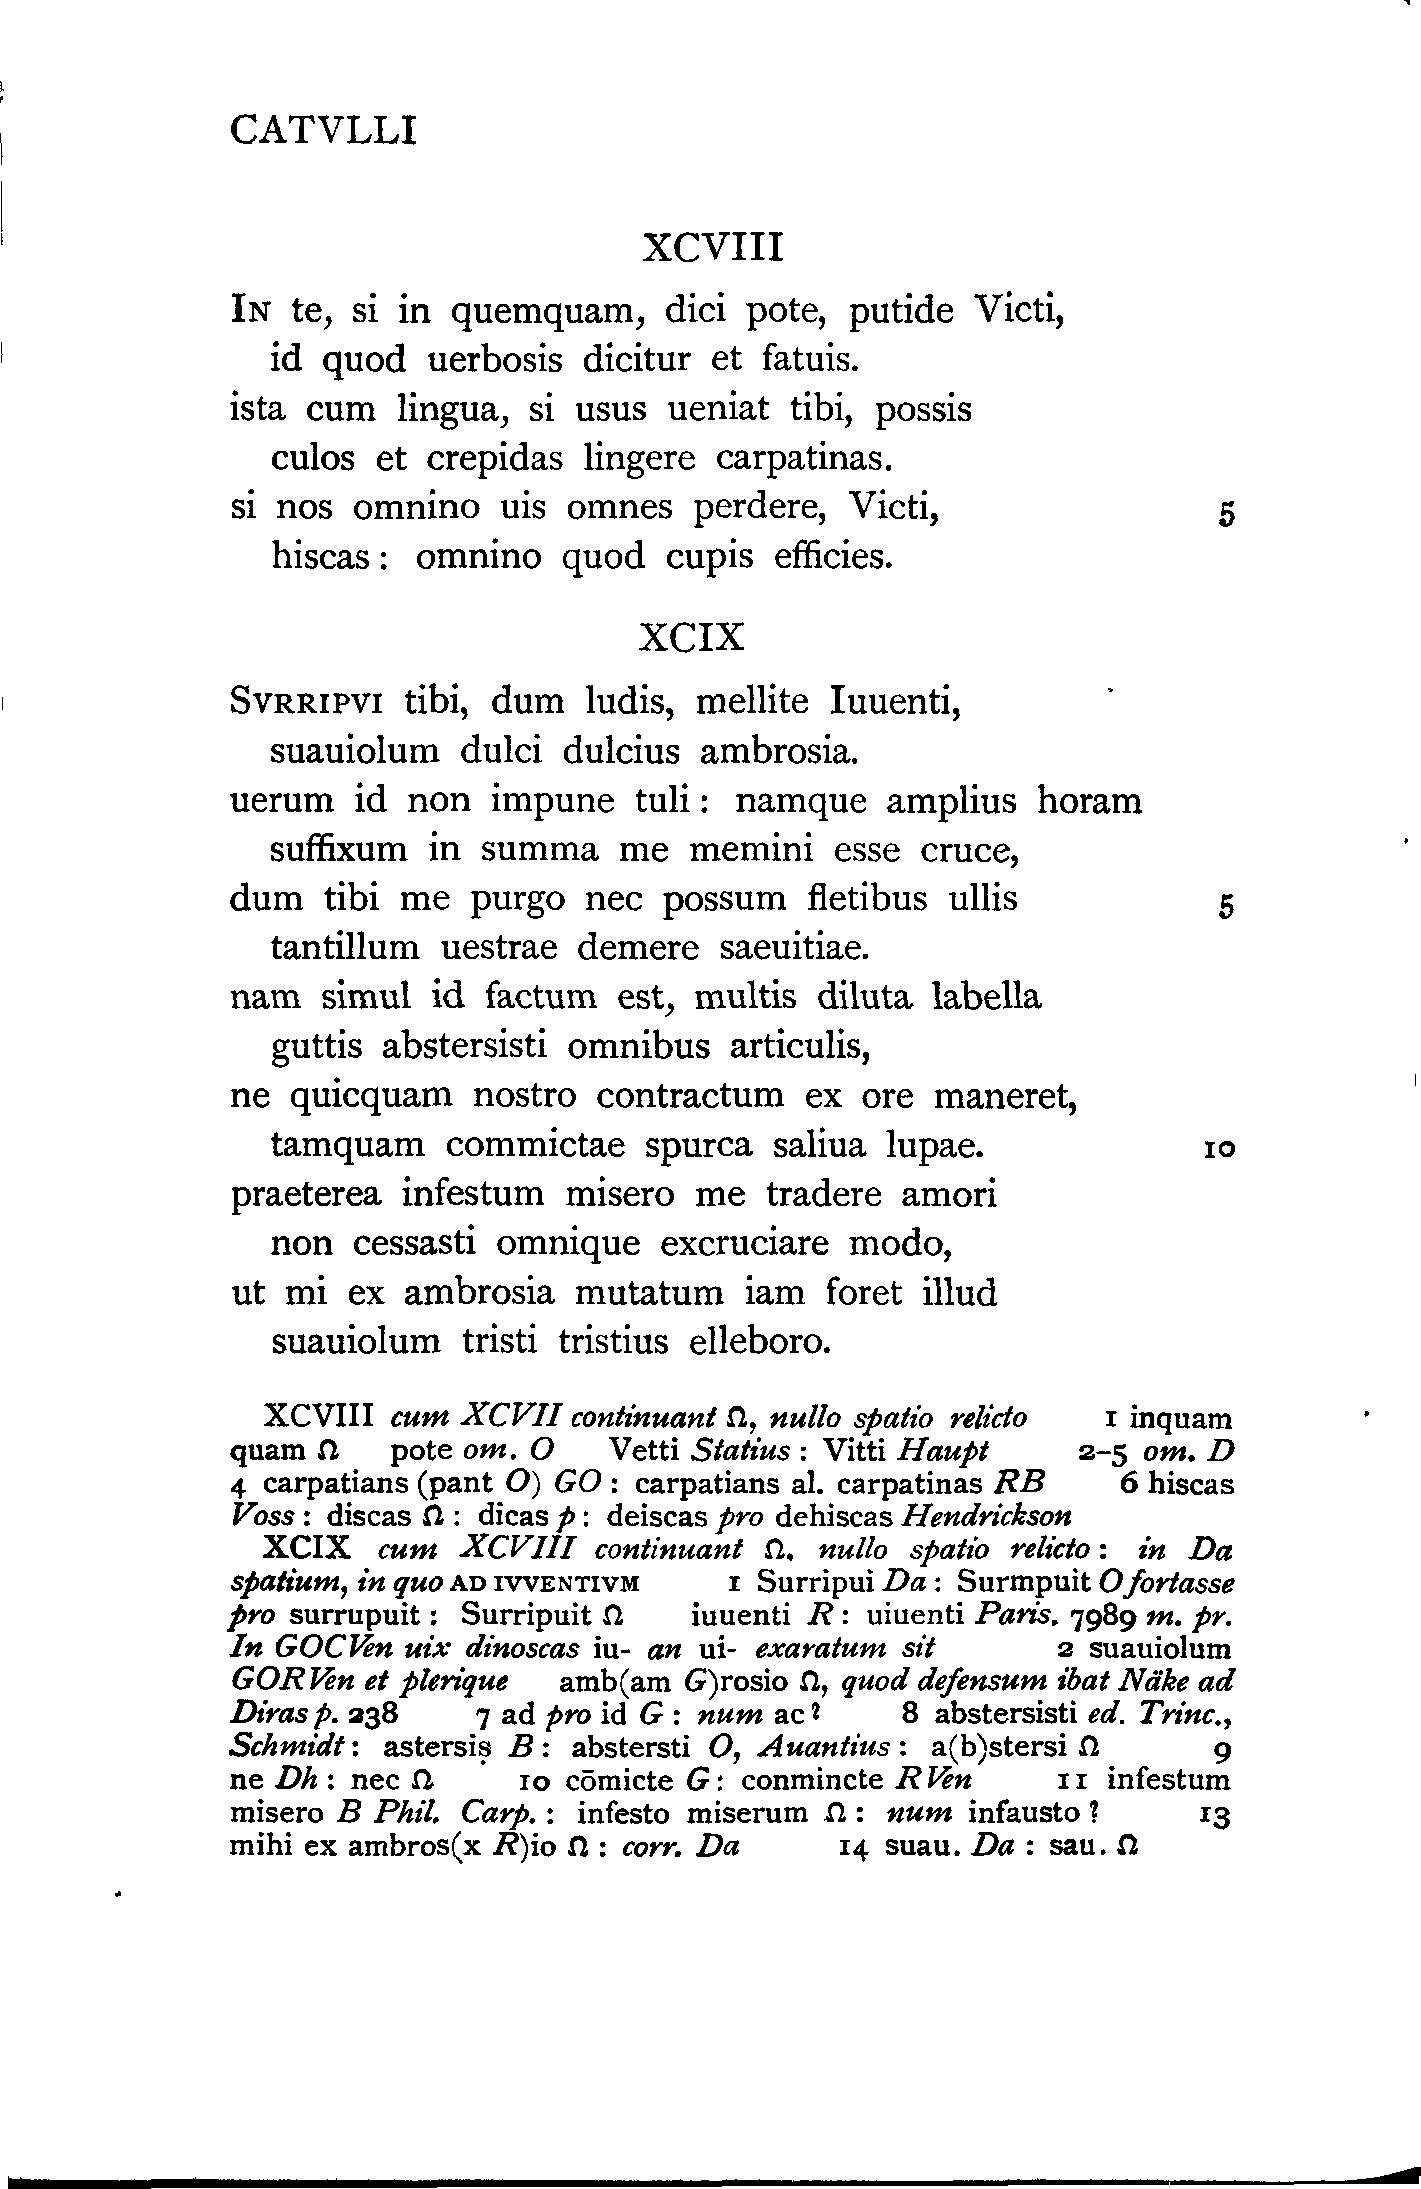 CATVLLI
XCVIII
IN te, si in quemquam, dici pote, putide Victi,
id quod uerbosis dicitur et fatuis.
ista cum lingua, si usus ueniat tibi, possis
culos et crepidas lingere carpatinas.
si nos omnino uis omnes perdere, Victi, 5
hiscas : omnino quod cupis efficies.
XCIX
SVRRIPVI tibi, dum ludis, mellite Iuuenti,
suauiolum dulci dulcius ambrosia.
uerum id non impune tuli : namque amplius horam
suffixum in summa me memini esse cruce,
dum tibi me purgo nec possum fletibus ullis 5
tantillum uestrae demere saeuitiae.
nam simul id factum est, multis diluta labella
guttis abstersisti omnibus articulis,
ne quicquam nostro contractum ex ore maneret,
tamquam commictae spurca saliua lupae. 10
praeterea infestum misero me tradere amori
non cessasti omnique excruciare modo,
ut mi ex ambrosia mutatum iam foret illud
suauiolum tristi tristius elleboro.
XCVIII cum XCVII continuant Ω, nullo spatio relicto 1 inquam
quam Ω pote om. O Vetti Statius : Vitti Haupt 2-5 om. D
4 carpatians (pant O) GO : carpatians al. carpatinas RB 6 hiscas
Voss : discas Ω : dicas p : deiscas pro dehiscas Hendrickson
XCIX cum XCVIII continuant Ω, nullo spatio relicto : in Da
spatium, in quo AD IVVENTIVM 1 Surripui Da : Surmpuit O fortasse
pro surrupuit : Surripuit Ω iuuenti R : uiuenti Paris. 7989 m. pr.
In GOCVen uix dinoscas iu- an ui- exaratum sit 2 suauiolum
GORVen et plerique amb(am G)rosio Ω, quod defensum ibat Näke ad
Diras p. 238 7 ad pro id G : num ac? 8 abstersisti ed. Trinc.,
Schmidt : astersiṣ B : abstersti O, Auantius : a(b)stersi Ω 9
ne Dh : nec Ω 10 cōmicte G : conmincte RVen 11 infestum
misero B Phil. Carp. : infesto miserum Ω : num infausto ? 13
mihi ex ambros(x R)io Ω : corr. Da 14 suau. Da : sau. Ω